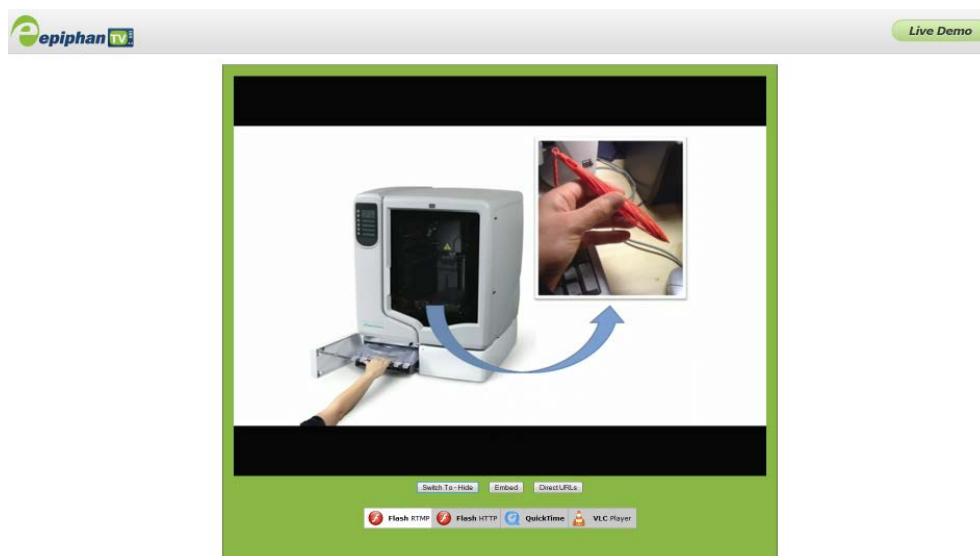 epiphan TV
Live Demo
Switch To - Hide
Embed
Direct URLs
Flash RTMP
Flash HTTP
QuickTime
VLC Player